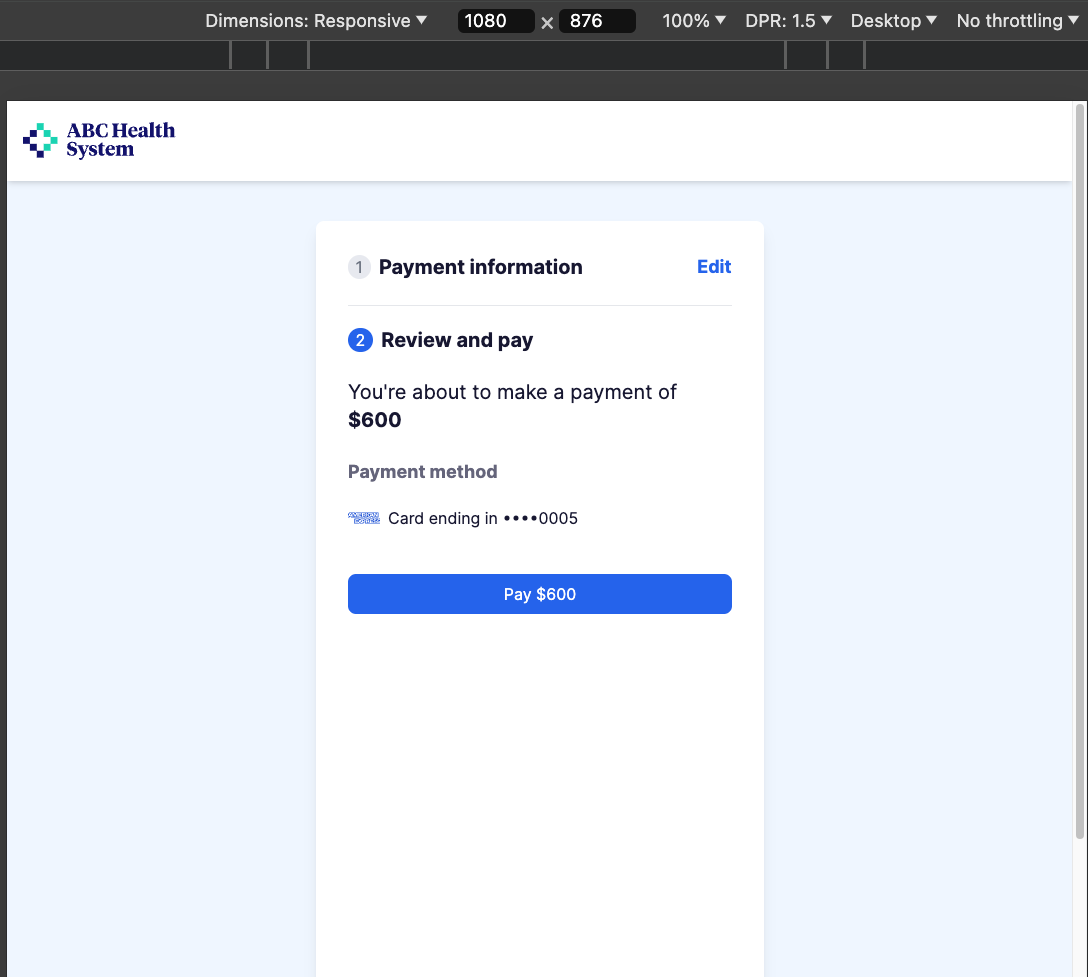 Dimensions: Responsive ▼ 1080 × 876 100% ▼ DPR: 1.5 ▼ Desktop ▼ No throttling ▼
ABC Health
System
1 Payment information Edit
2 Review and pay
You're about to make a payment of
$600
Payment method
AMERICAN
EXPRESS
Card ending in ••••0005
Pay $600